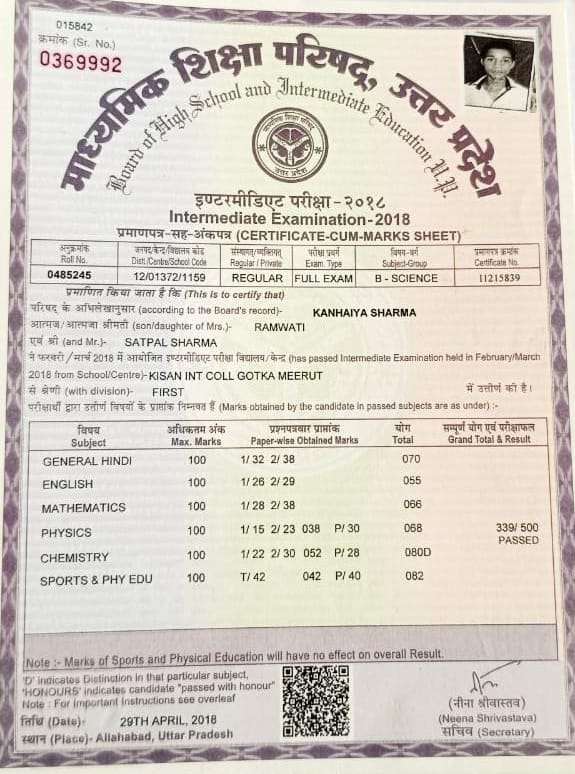 015842
क्रमांक (Sr. No.)
0369992
माध्यमिक शिक्षा परिषद्, उत्तर प्रदेश
Board of High School and Intermediate Education U.P.
माध्यमिक शिक्षा परिषद्
उत्तर प्रदेश
इण्टरमीडिएट परीक्षा-२०१८
Intermediate Examination-2018
प्रमाणपत्र-सह-अंकपत्र (CERTIFICATE-CUM-MARKS SHEET)
अनुक्रमांक जनपद/केन्द्र/विद्यालय कोड संस्थागत/व्यक्तिगत परीक्षा प्रवर्ग विषय-वर्ग प्रमाणपत्र क्रमांक
Roll No. Distt./Centre/School Code Regular / Private Exam. Type Subject-Group Certificate No.
0485245 12/01372/1159 REGULAR FULL EXAM B - SCIENCE 11215839
प्रमाणित किया जाता है कि (This is to certify that)
परिषद के अभिलेखानुसार (according to the Board's record)- KANHAIYA SHARMA
आत्मज/आत्मजा श्रीमती (son/daughter of Mrs.)- RAMWATI
एवं श्री (and Mr.)- SATPAL SHARMA
ने फरवरी/मार्च 2018 में आयोजित इण्टरमीडिएट परीक्षा विद्यालय/केन्द्र (has passed Intermediate Examination held in February/March
2018 from School/Centre)- KISAN INT COLL GOTKA MEERUT
से श्रेणी (with division)- FIRST में उत्तीर्ण की है।
परीक्षार्थी द्वारा उत्तीर्ण विषयों के प्राप्तांक निम्नवत हैं (Marks obtained by the candidate in passed subjects are as under) :-
विषय अधिकतम अंक प्रश्नपत्रवार प्राप्तांक योग सम्पूर्ण योग एवं परीक्षाफल
Subject Max. Marks Paper-wise Obtained Marks Total Grand Total & Result
GENERAL HINDI 100 1/ 32 2/ 38 070
ENGLISH 100 1/ 26 2/ 29 055
MATHEMATICS 100 1/ 28 2/ 38 066
PHYSICS 100 1/ 15 2/ 23 038 P/ 30 068 339/ 500
PASSED
CHEMISTRY 100 1/ 22 2/ 30 052 P/ 28 080D
SPORTS & PHY EDU 100 T/ 42 042 P/ 40 082
Note :- Marks of Sports and Physical Education will have no effect on overall Result.
'D' indicates Distinction in that particular subject,
'HONOURS' indicates candidate "passed with honour"
Note : For Important Instructions see overleaf
तिथि (Date)- 29TH APRIL, 2018
स्थान (Place)- Allahabad, Uttar Pradesh
(नीना श्रीवास्तव)
(Neena Shrivastava)
सचिव (Secretary)